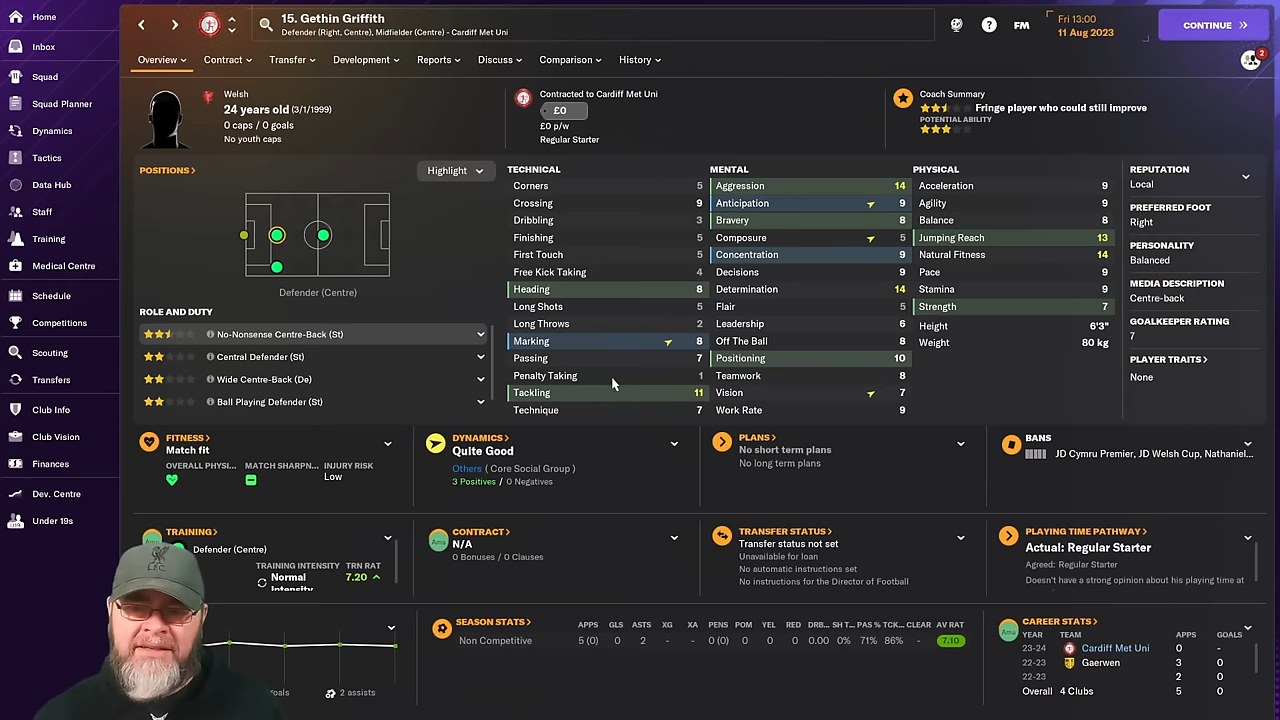 Home
Inbox
Squad
Squad Planner
Dynamics
Tactics
Data Hub
Staff
Training
Medical Centre
Schedule
Competitions
Scouting
Transfers
Club Info
Club Vision
Finances
Dev. Centre
Under 19s
15. Gethin Griffith
Defender (Right, Centre), Midfielder (Centre) - Cardiff Met Uni
FM
Fri 13:00
11 Aug 2023
CONTINUE
2
Overview
Contract
Transfer
Development
Reports
Discuss
Comparison
History
Welsh
24 years old (3/1/1999)
0 caps / 0 goals
No youth caps
Contracted to Cardiff Met Uni
£0
£0 p/w
Regular Starter
Coach Summary
Fringe player who could still improve
POTENTIAL ABILITY
POSITIONS
Highlight
Defender (Centre)
ROLE AND DUTY
No-Nonsense Centre-Back (St)
Central Defender (St)
Wide Centre-Back (De)
Ball Playing Defender (St)
TECHNICAL
Corners 5
Crossing 9
Dribbling 3
Finishing 5
First Touch 5
Free Kick Taking 4
Heading 8
Long Shots 5
Long Throws 2
Marking 8
Passing 7
Penalty Taking 1
Tackling 11
Technique 7
MENTAL
Aggression 14
Anticipation 9
Bravery 8
Composure 5
Concentration 9
Decisions 9
Determination 14
Flair 5
Leadership 6
Off The Ball 8
Positioning 10
Teamwork 8
Vision 7
Work Rate 9
PHYSICAL
Acceleration 9
Agility 9
Balance 8
Jumping Reach 13
Natural Fitness 14
Pace 9
Stamina 9
Strength 7
Height 6'3"
Weight 80 kg
REPUTATION
Local
PREFERRED FOOT
Right
PERSONALITY
Balanced
MEDIA DESCRIPTION
Centre-back
GOALKEEPER RATING
7
PLAYER TRAITS
None
FITNESS
Match fit
OVERALL PHYSI... MATCH SHARPN... INJURY RISK
Low
DYNAMICS
Quite Good
Others ( Core Social Group )
3 Positives / 0 Negatives
PLANS
No short term plans
No long term plans
BANS
JD Cymru Premier, JD Welsh Cup, Nathaniel...
Ama
TRAINING
Defender (Centre)
TRAINING INTENSITY TRN RAT
Normal 7.20
Intensity
Ama
CONTRACT
N/A
0 Bonuses / 0 Clauses
TRANSFER STATUS
Transfer status not set
Unavailable for loan
No automatic instructions set
No instructions for the Director of Football
PLAYING TIME PATHWAY
Actual: Regular Starter
Agreed: Regular Starter
Doesn't have a strong opinion about his playing time at
L.F.C.
goals
2 assists
SEASON STATS
APPS GLS ASTS XG XA PENS POM YEL RED DRB... SH T... PAS % TCK... CLEAR AV RAT
Non Competitive 5 (0) 0 2 - - 0 (0) 0 0 0 0.00 0% 71% 86% - 7.10
Ama
CAREER STATS
YEAR TEAM APPS GOALS
23-24 Cardiff Met Uni 0 -
22-23 Gaerwen 3 0
22-23 2 0
Overall 4 Clubs 5 0